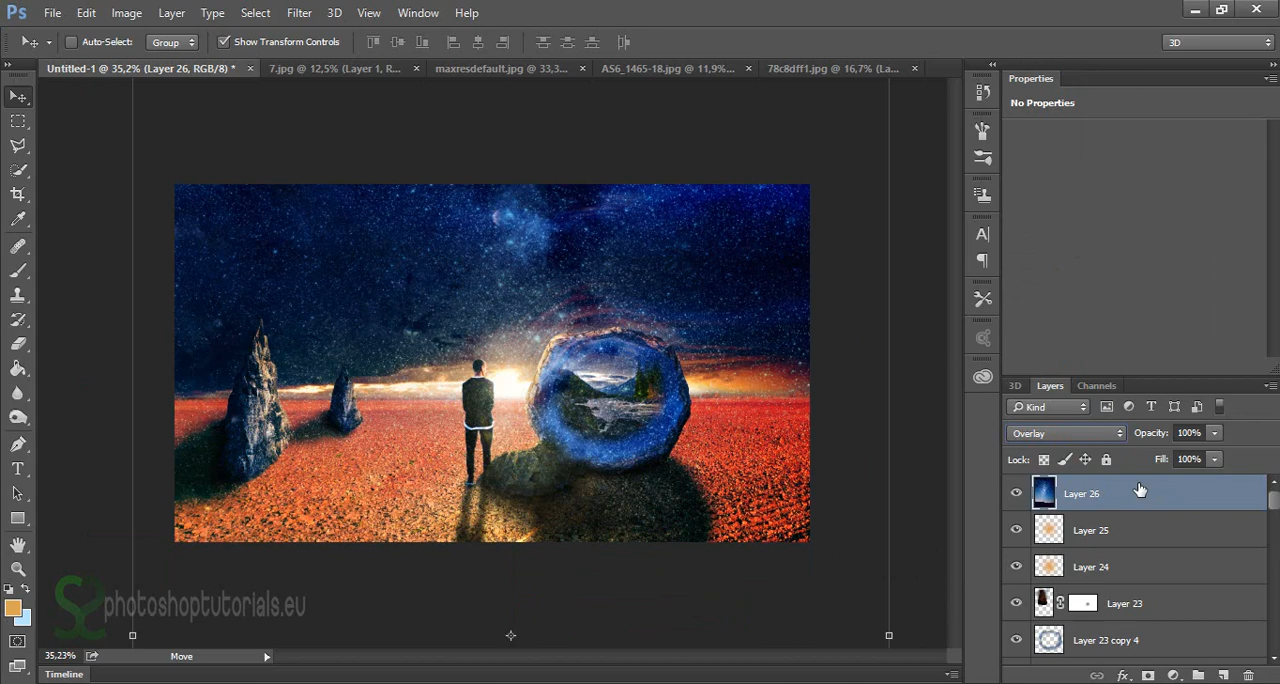 Ps File Edit Image Layer Type Select Filter 3D View Window Help
Auto-Select: Group Show Transform Controls 3D
Untitled-1 @ 35,2% (Layer 26, RGB/8) * × 7.jpg @ 12,5% (Layer 1, R... × maxresdefault.jpg @ 33,3... × AS6_1465-18.jpg @ 11,9%... × 78c8dff1.jpg @ 16,7% (La... ×
Properties
No Properties
3D Layers Channels
Kind
Overlay Opacity: 100%
Lock: Fill: 100%
Layer 26
Layer 25
Layer 24
Layer 23
Layer 23 copy 4
photoshoptutorials.eu
35,23% Move
Timeline